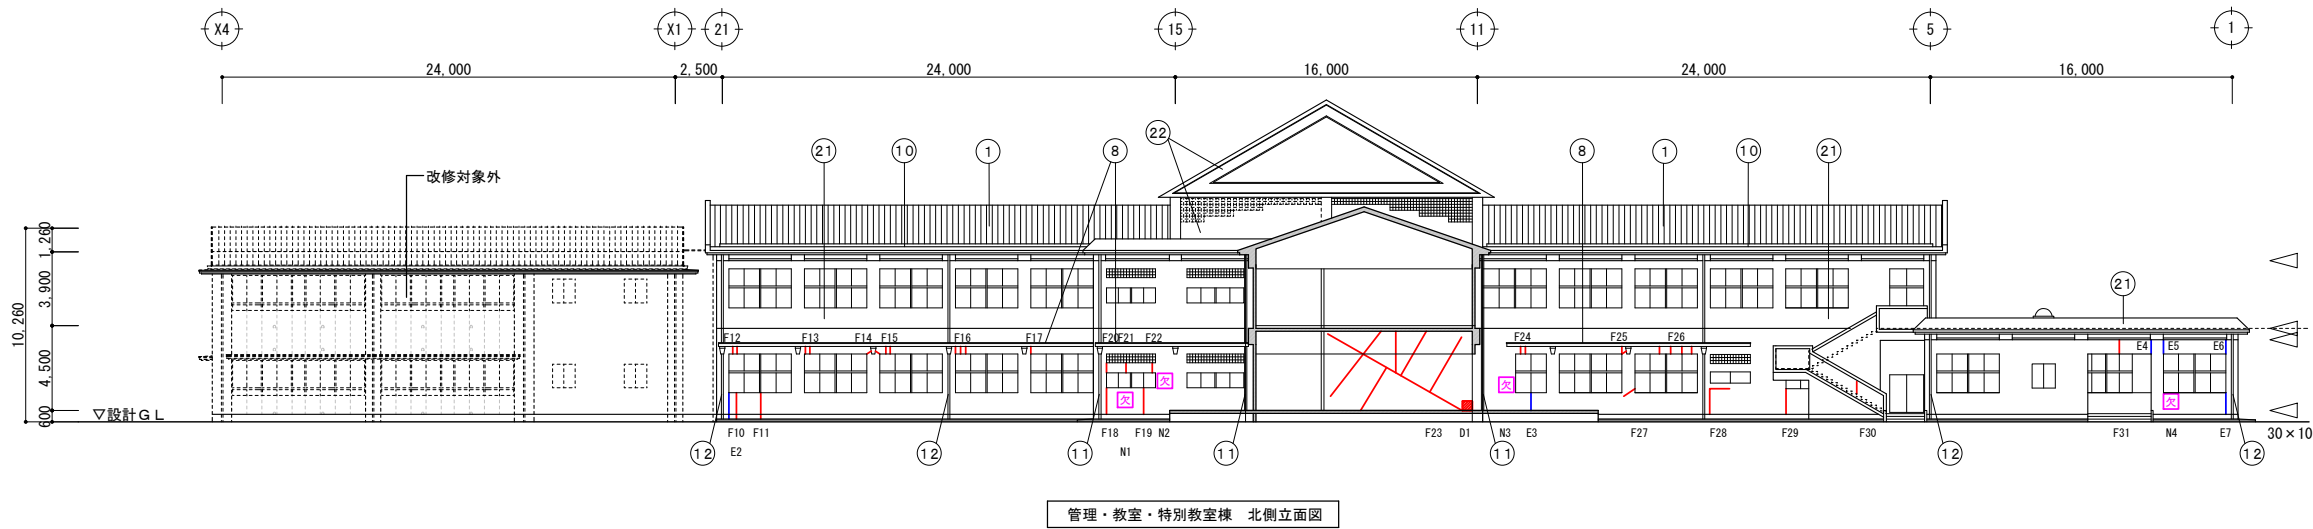 X4 X1 21 15 11 5 1
24,000 2,500 24,000 16,000 24,000 16,000
22
21 10 1 8 8 1 10 21
改修対象外
21
1,260
3,900
10,260
4,500
600
▽設計GL
F12 F13 F14 F15 F16 F17 F20 F21 F22 F24 F25 F26 E4 E5 E6
欠 欠 欠 欠
F10 F11 F18 F19 N2 F23 D1 N3 E3 F27 F28 F29 F30 F31 N4 E7 30×10
12 E2 12 11 N1 11 11 12 12
管理・教室・特別教室棟 北側立面図